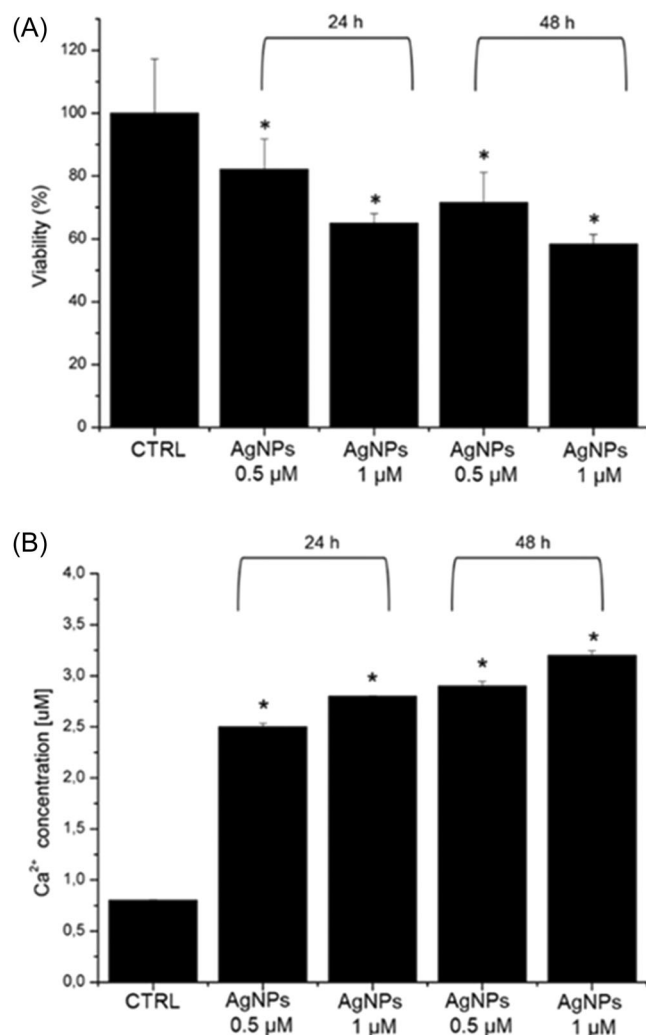 (A)
24 h
48 h
120
100
80
60
40
20
0
Viability (%)
*
*
*
*
CTRL
AgNPs
0.5 µM
AgNPs
1 µM
AgNPs
0.5 µM
AgNPs
1 µM
(B)
24 h
48 h
4,0
3,5
3,0
2,5
2,0
1,5
1,0
0,5
0,0
Ca²⁺ concentration [uM]
*
*
*
*
CTRL
AgNPs
0.5 µM
AgNPs
1 µM
AgNPs
0.5 µM
AgNPs
1 µM